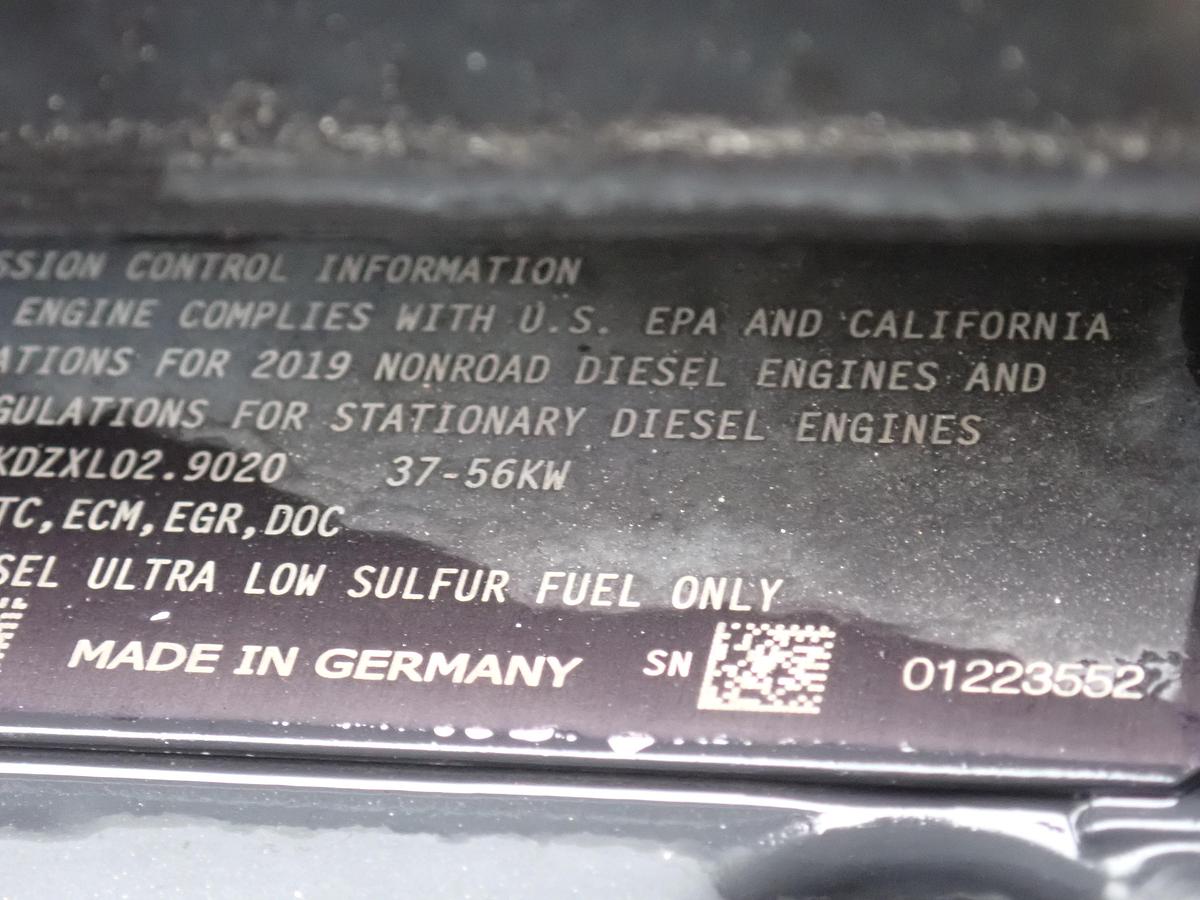 SSION CONTROL INFORMATION
ENGINE COMPLIES WITH U.S. EPA AND CALIFORNIA
ATIONS FOR 2019 NONROAD DIESEL ENGINES AND
GULATIONS FOR STATIONARY DIESEL ENGINES
KDZXL02.9020 37-56KW
TC,ECM,EGR,DOC
SEL ULTRA LOW SULFUR FUEL ONLY
MADE IN GERMANY SN 012235527